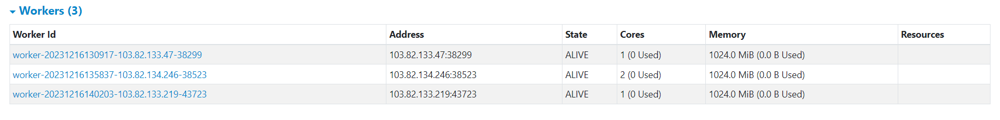 Workers (3)
Worker Id Address State Cores Memory Resources
worker-20231216130917-103.82.133.47-38299 103.82.133.47:38299 ALIVE 1 (0 Used) 1024.0 MiB (0.0 B Used)
worker-20231216135837-103.82.134.246-38523 103.82.134.246:38523 ALIVE 2 (0 Used) 1024.0 MiB (0.0 B Used)
worker-20231216140203-103.82.133.219-43723 103.82.133.219:43723 ALIVE 1 (0 Used) 1024.0 MiB (0.0 B Used)